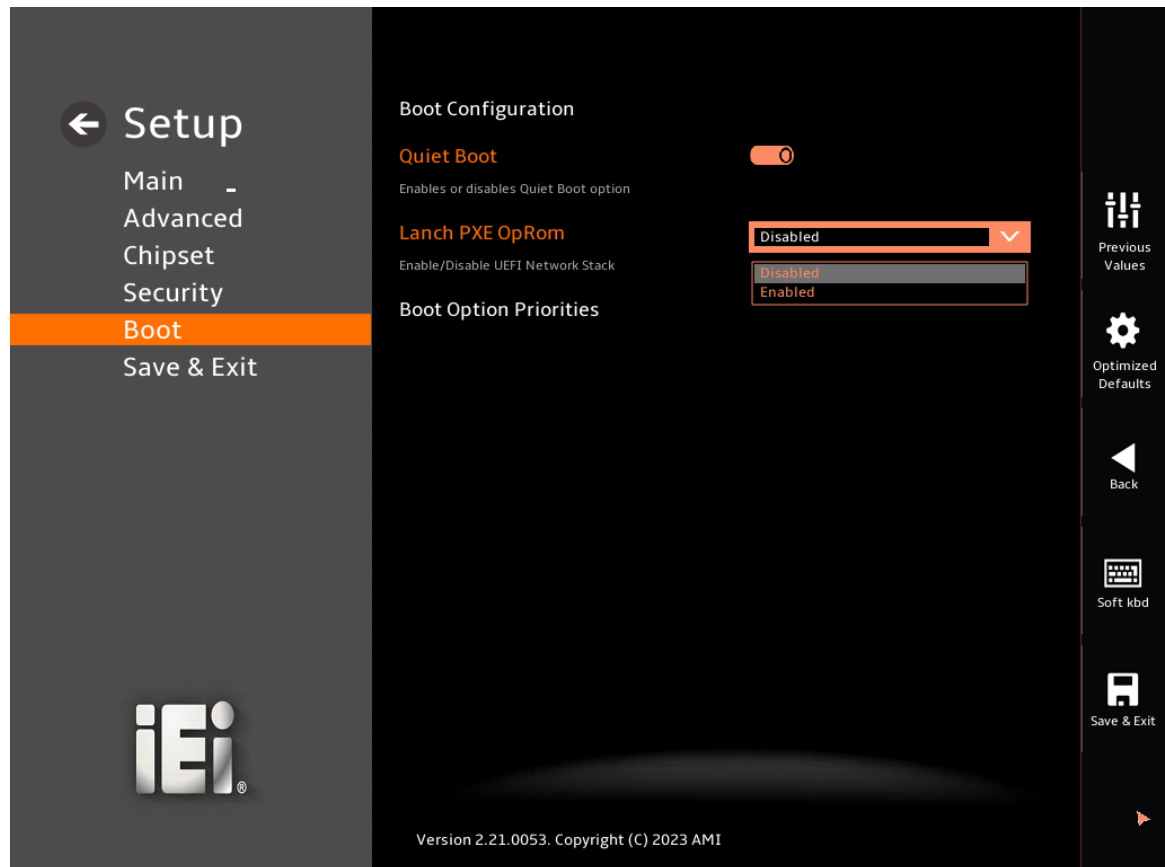 Setup
Main
Advanced
Chipset
Security
Boot
Save & Exit
iEi®
Boot Configuration
Quiet Boot
Enables or disables Quiet Boot option
Lanch PXE OpRom
Disabled
Enable/Disable UEFI Network Stack
Disabled
Enabled
Boot Option Priorities
Version 2.21.0053. Copyright (C) 2023 AMI
Previous
Values
Optimized
Defaults
Back
Soft kbd
Save & Exit